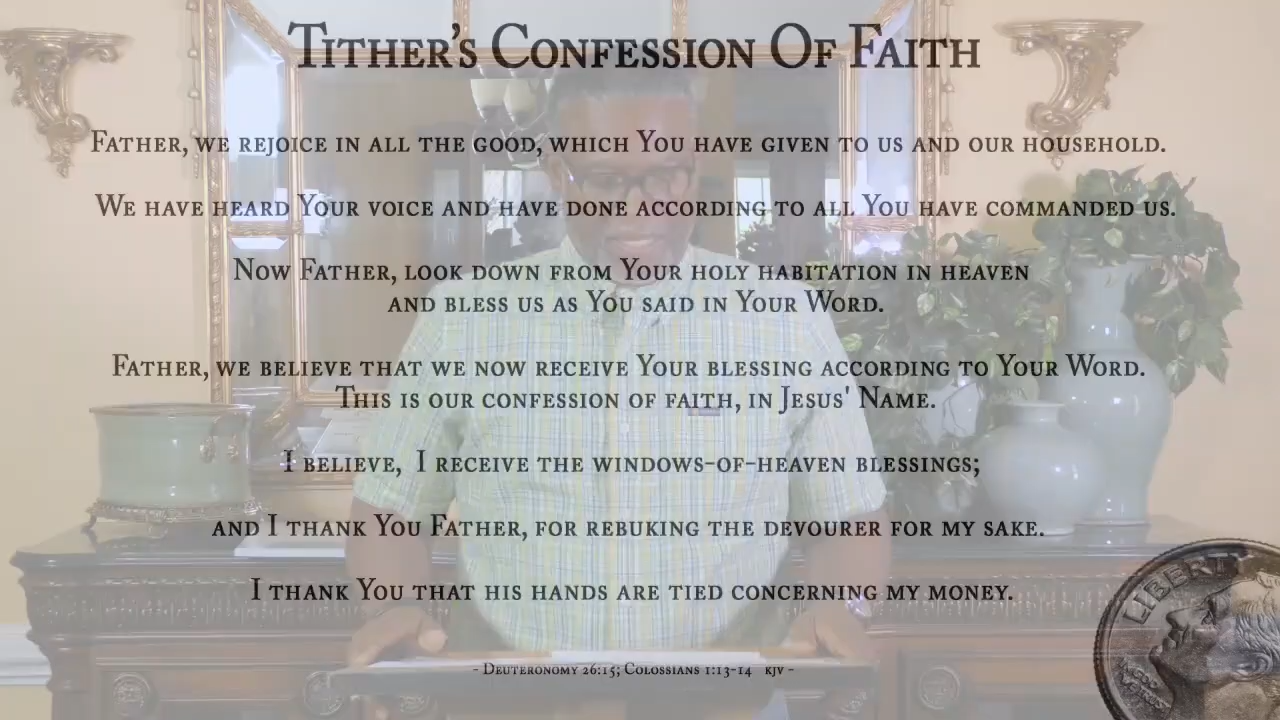 Tither's Confession Of Faith
Father, we rejoice in all the good, which You have given to us and our household.
We have heard Your voice and have done according to all You have commanded us.
Now Father, look down from Your holy habitation in heaven
and bless us as You said in Your Word.
Father, we believe that we now receive Your blessing according to Your Word.
This is our confession of faith, in Jesus' Name.
I believe, I receive the windows-of-heaven blessings;
and I thank You Father, for rebuking the devourer for my sake.
I thank You that his hands are tied concerning my money.
- Deuteronomy 26:15; Colossians 1:13-14 KJV -
LIBERTY